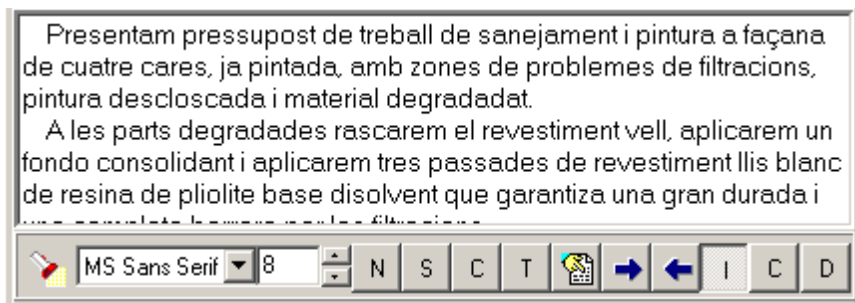 Presentam pressupost de treball de sanejament i pintura a façana
de cuatre cares, ja pintada, amb zones de problemes de filtracions,
pintura descloscada i material degradadat.
A les parts degradades rascarem el revestiment vell, aplicarem un
fondo consolidant i aplicarem tres passades de revestiment llis blanc
de resina de pliolite base disolvent que garantiza una gran durada i
MS Sans Serif 8 N S C T I C D